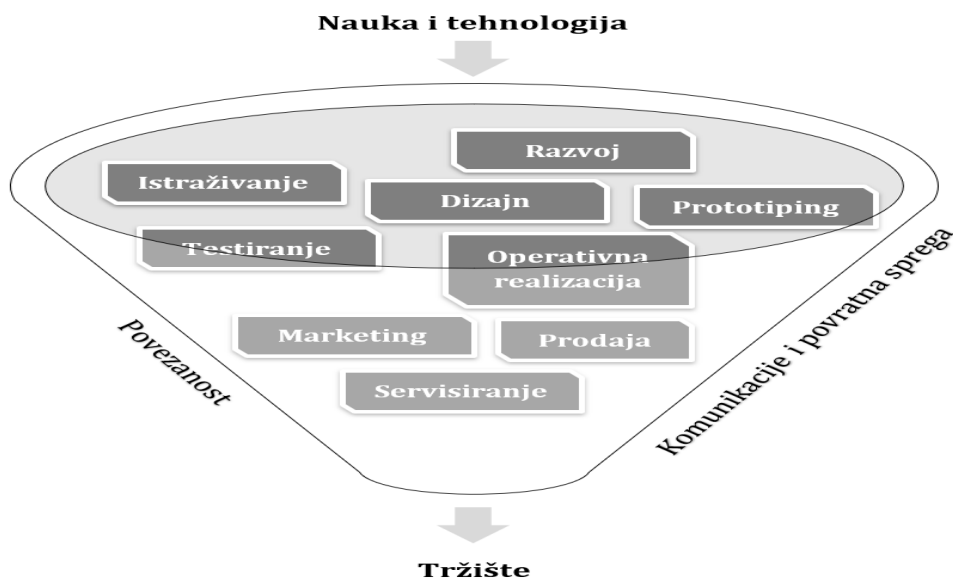 Nauka i tehnologija
Razvoj
Istraživanje
Dizajn
Prototiping
Testiranje
Operativna
realizacija
Marketing
Prodaja
Servisiranje
Povezanost
Komunikacije i povratna sprega
Tržište